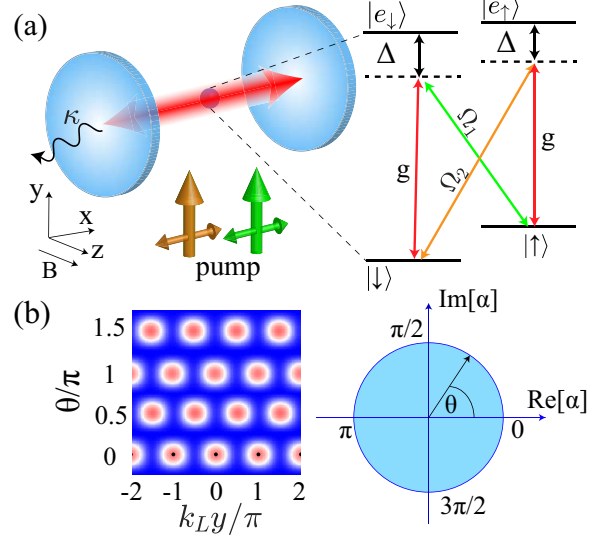 (a)
|e↓⟩
|e↑⟩
Δ
Δ
κ
Ω₁
Ω₂
g
g
y
x
z
B
pump
|↓⟩
|↑⟩
(b)
θ/π
1.5
1
0.5
0
-2 -1 0 1 2
k_L y/π
Im[α]
π/2
θ
Re[α]
π
0
3π/2